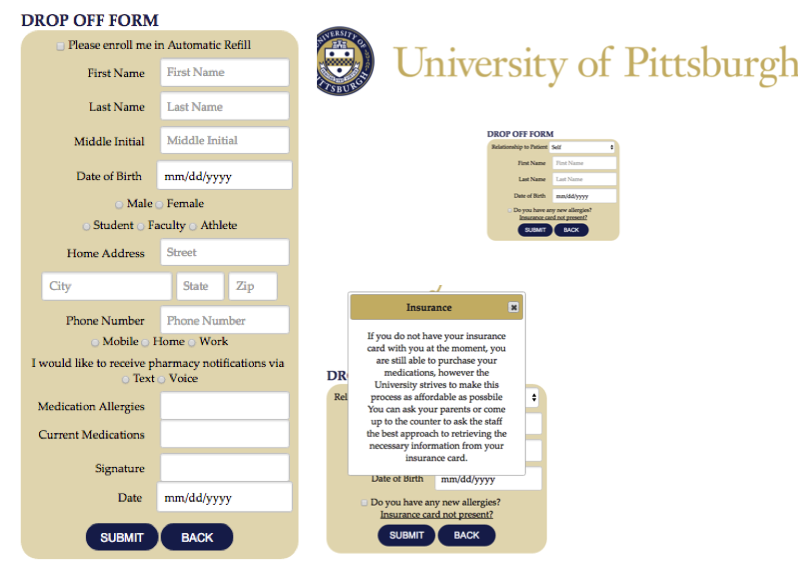 DROP OFF FORM
Please enroll me in Automatic Refill
First Name First Name
Last Name Last Name
Middle Initial Middle Initial
Date of Birth mm/dd/yyyy
Male Female
Student Faculty Athlete
Home Address Street
City State Zip
Phone Number Phone Number
Mobile Home Work
I would like to receive pharmacy notifications via
Text Voice
Medication Allergies
Current Medications
Signature
Date mm/dd/yyyy
SUBMIT BACK
UNIVERSITY OF
PITTSBURGH
University of Pittsburgh
DROP OFF FORM
Relationship to Patient Self
First Name First Name
Last Name Last Name
Date of Birth mm/dd/yyyy
Do you have any new allergies?
Insurance card not present?
SUBMIT BACK
Insurance
If you do not have your insurance
card with you at the moment, you
are still able to purchase your
medications, however the
University strives to make this
process as affordable as possbile
You can ask your parents or come
up to the counter to ask the staff
the best approach to retrieving the
necessary information from your
insurance card.
DR
Rel
Date of Birth mm/dd/yyyy
Do you have any new allergies?
Insurance card not present?
SUBMIT BACK